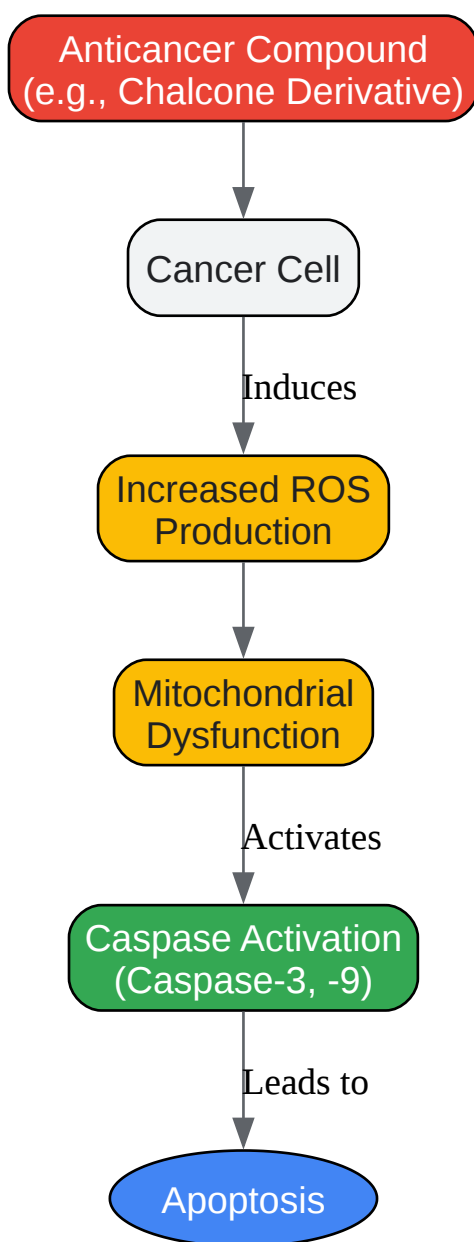 Anticancer Compound
(e.g., Chalcone Derivative)
Cancer Cell
Induces
Increased ROS
Production
Mitochondrial
Dysfunction
Activates
Caspase Activation
(Caspase-3, -9)
Leads to
Apoptosis